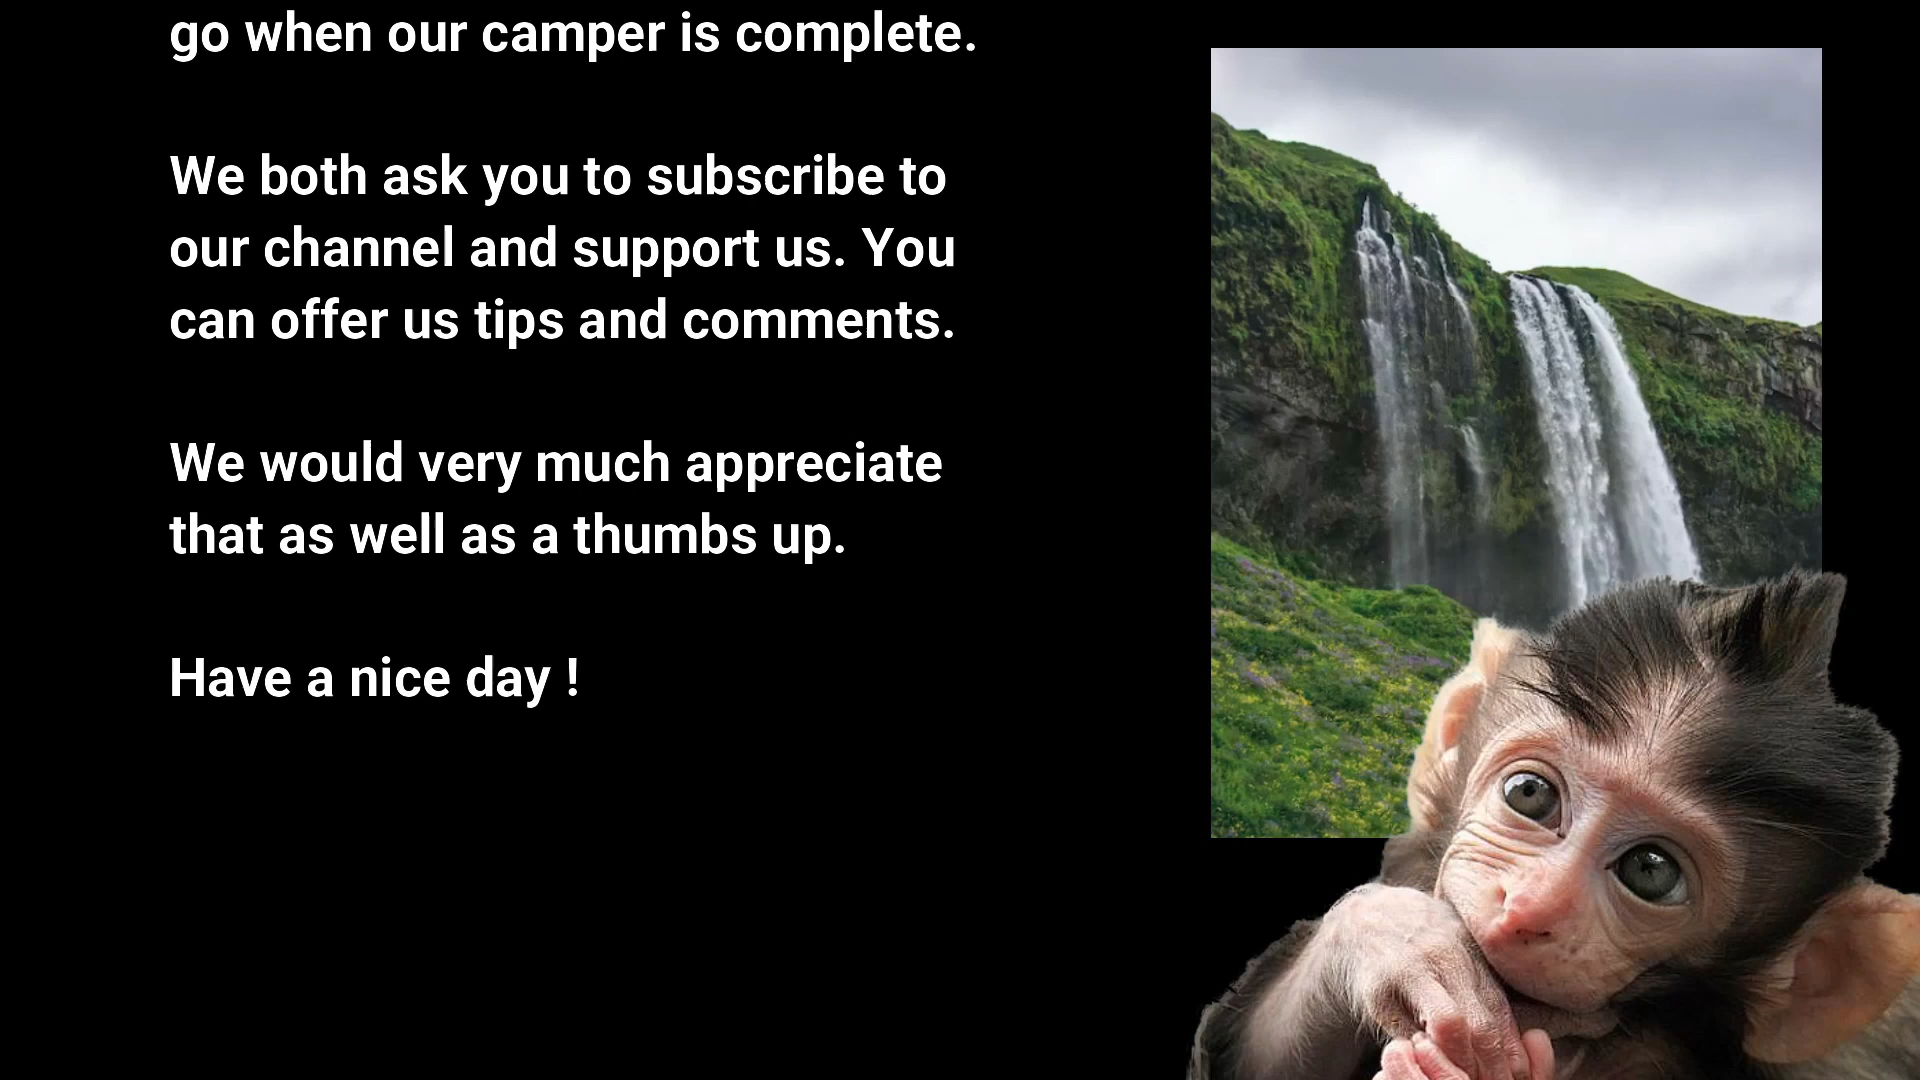 go when our camper is complete.
We both ask you to subscribe to
our channel and support us. You
can offer us tips and comments.
We would very much appreciate
that as well as a thumbs up.
Have a nice day !